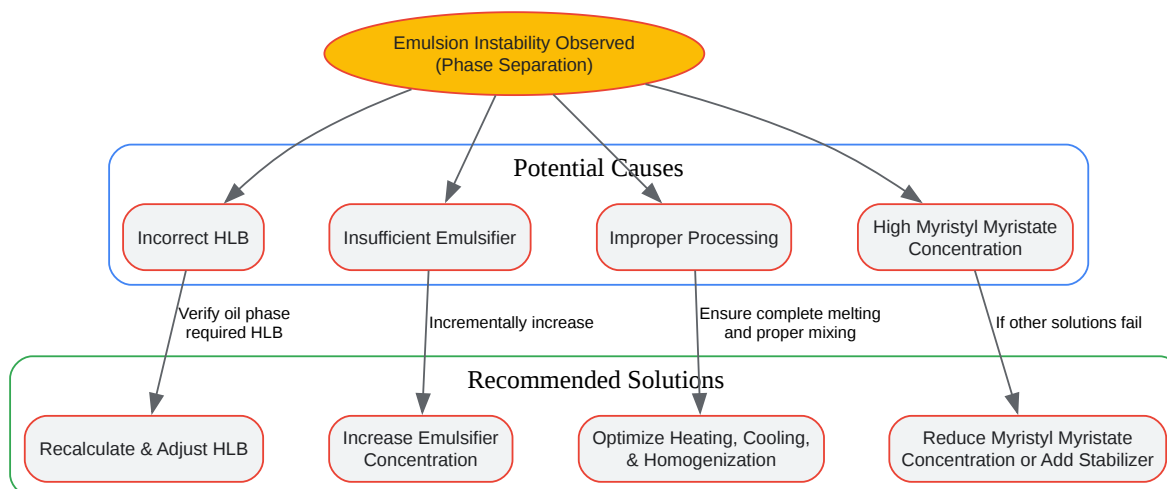 Emulsion Instability Observed
(Phase Separation)
Potential Causes
Incorrect HLB
Insufficient Emulsifier
Improper Processing
High Myristyl Myristate
Concentration
Verify oil phase
required HLB
Incrementally increase
Ensure complete melting
and proper mixing
If other solutions fail
Recommended Solutions
Recalculate & Adjust HLB
Increase Emulsifier
Concentration
Optimize Heating, Cooling,
& Homogenization
Reduce Myristyl Myristate
Concentration or Add Stabilizer